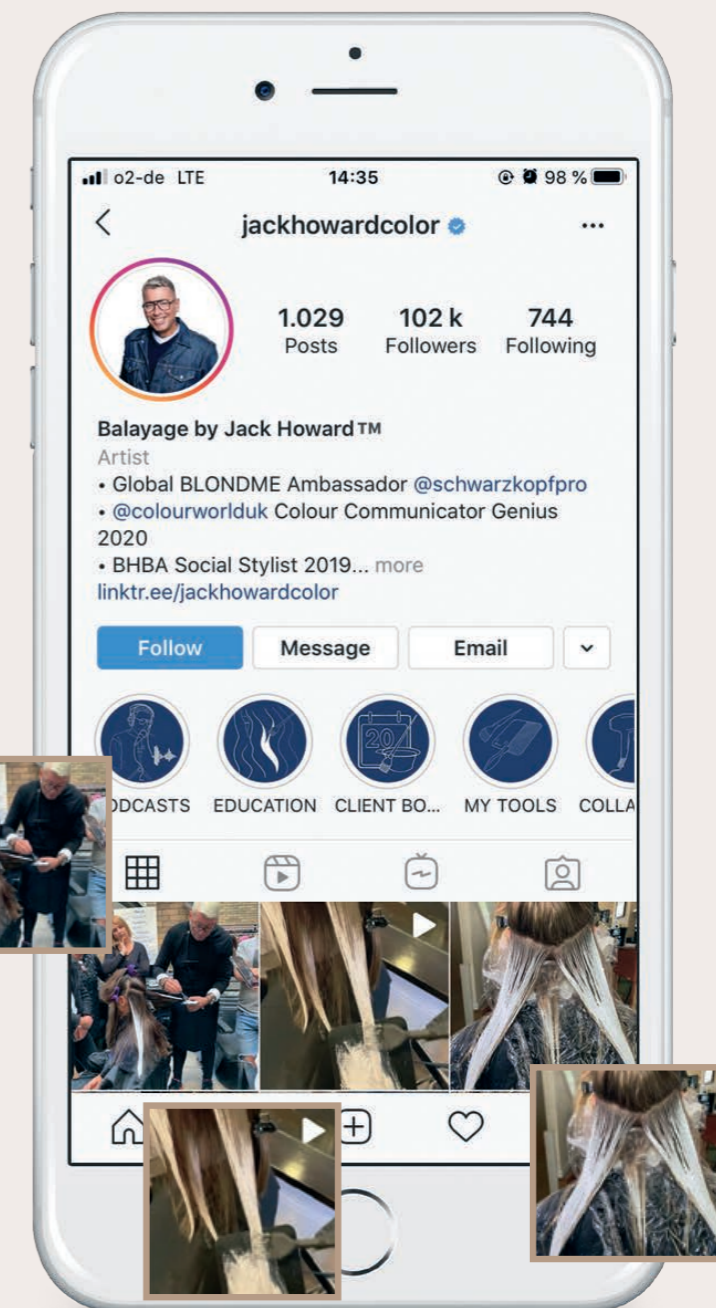 o2-de LTE 14:35 98 %
jackhowardcolor ...
1.029 102 k 744
Posts Followers Following
Balayage by Jack Howard™
Artist
• Global BLONDME Ambassador @schwarzkopfpro
• @colourworlduk Colour Communicator Genius
2020
• BHBA Social Stylist 2019... more
linktr.ee/jackhowardcolor
Follow Message Email
20
ODCASTS EDUCATION CLIENT BO... MY TOOLS COLLA